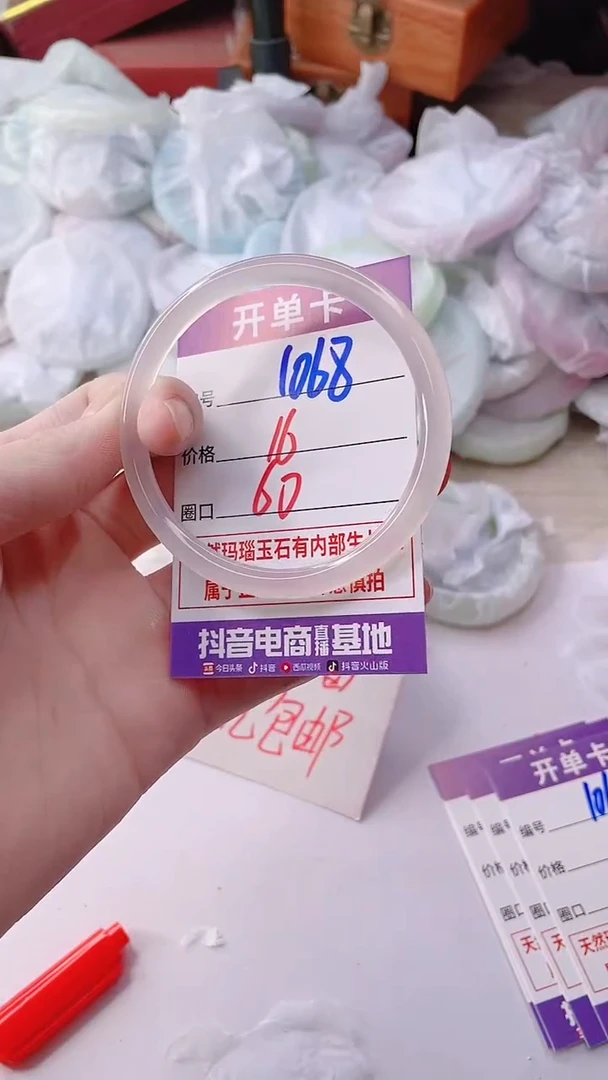 开单卡
号 1068
价格 16
圈口 60
然玛瑙玉石有内部生
属于 慎拍
抖音电商直播基地
今日头条 抖音 西瓜视频 抖音火山版
包邮
开单卡
编号
价格
圈口
天然